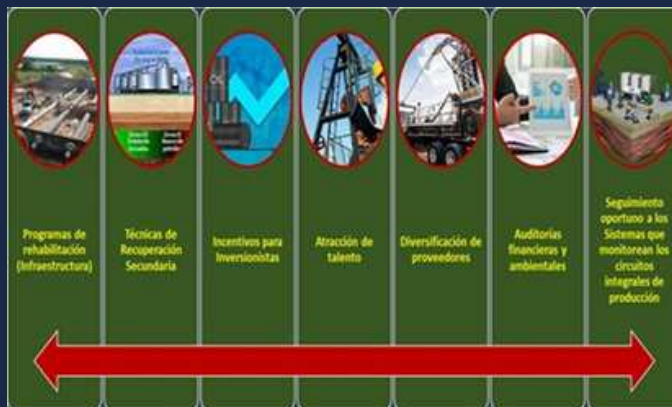 Programas de
rehabilitación
(Infraestructura)
Técnicas de
Recuperación
Secundaria
Incentivos para
Inversionistas
Atracción de
talento
Diversificación de
proveedores
Auditorías
financieras y
ambientales
Seguimiento
oportuno a los
Sistemas que
monitorean los
circuitos
integrales de
producción